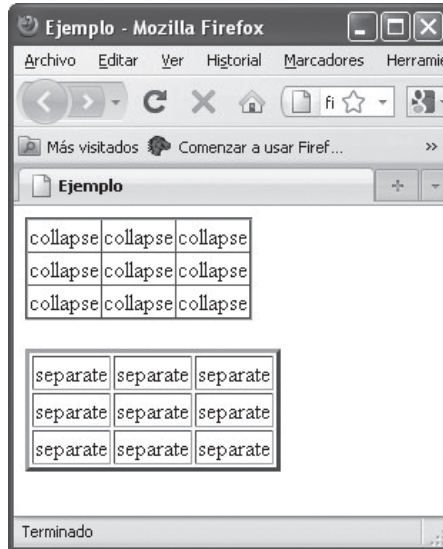 Ejemplo - Mozilla Firefox
Archivo Editar Ver Historial Marcadores Herramie
fi
Más visitados Comenzar a usar Firef... »
Ejemplo
collapse collapse collapse
collapse collapse collapse
collapse collapse collapse
separate separate separate
separate separate separate
separate separate separate
Terminado